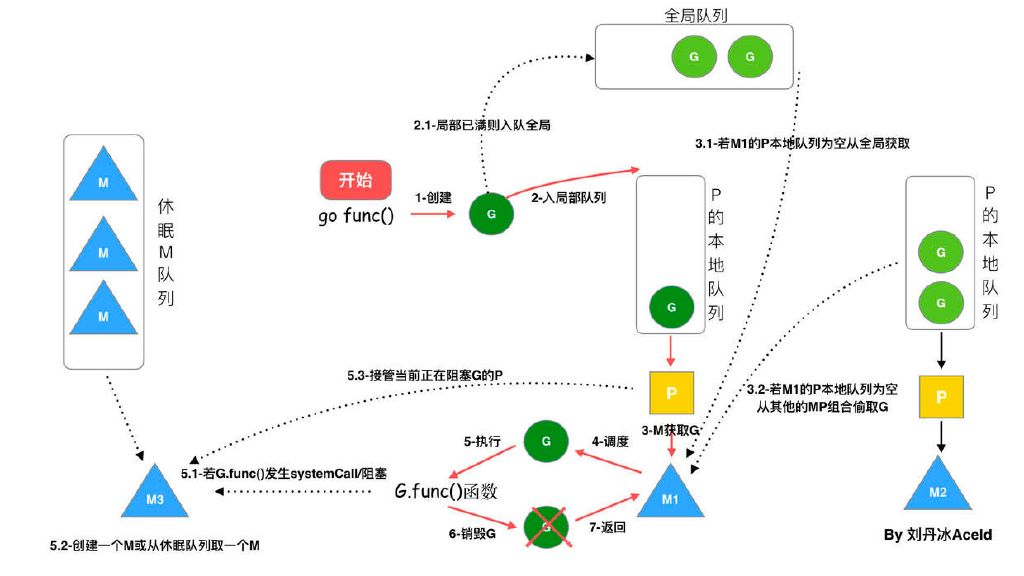 全局队列
G
G
2.1-局部已满则入队全局
3.1-若M1的P本地队列为空从全局获取
开始
go func()
1-创建
G
2-入局部队列
P的本地队列
G
P的本地队列
G
G
M
M
M
休眠M队列
5.3-接管当前正在阻塞G的P
P
3.2-若M1的P本地队列为空
从其他的MP组合偷取G
P
3-M获取G
5-执行
G
4-调度
5.1-若G.func()发生systemCall/阻塞
M3
G.func()函数
M1
M2
6-销毁G
G
7-返回
5.2-创建一个M或从休眠队列取一个M
By 刘丹冰AceId